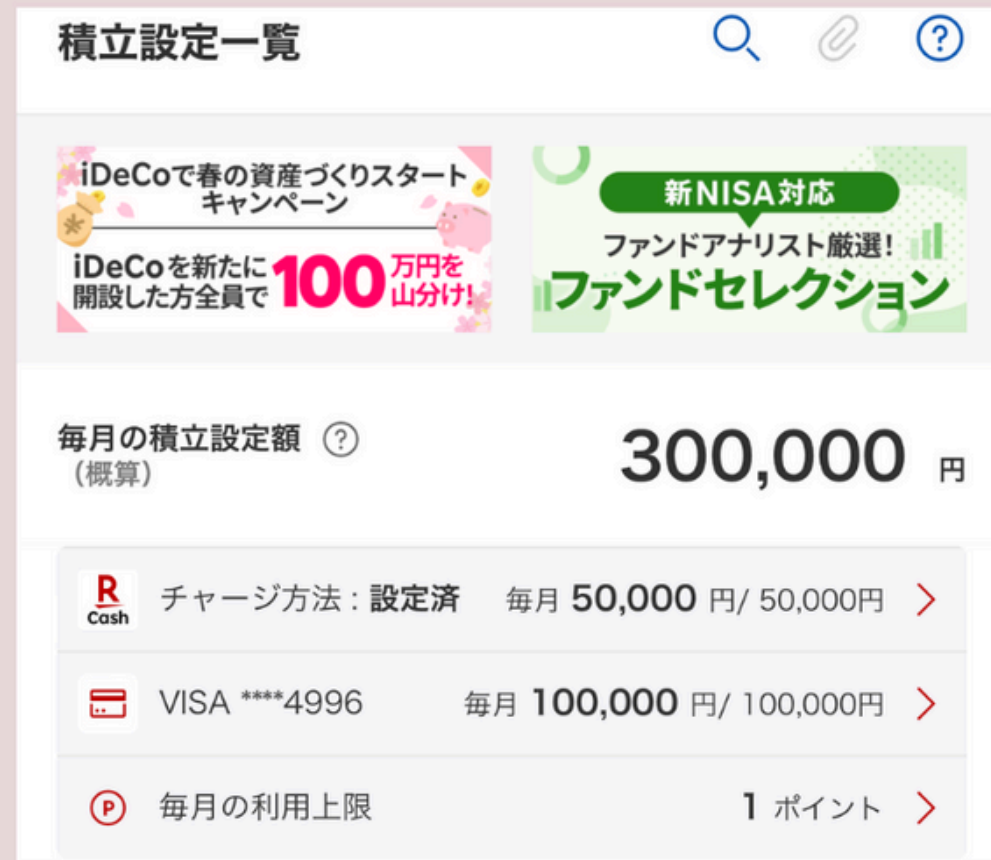 積立設定一覧
iDeCoで春の資産づくりスタート
キャンペーン
iDeCoを新たに
開設した方全員で
100万円を
山分け!
新NISA対応
ファンドアナリスト厳選!
ファンドセレクション
毎月の積立設定額 ?
(概算)
300,000 円
R Cash チャージ方法 : 設定済 毎月 50,000 円/ 50,000円
VISA ****4996 毎月 100,000 円/ 100,000円
P 毎月の利用上限 1 ポイント